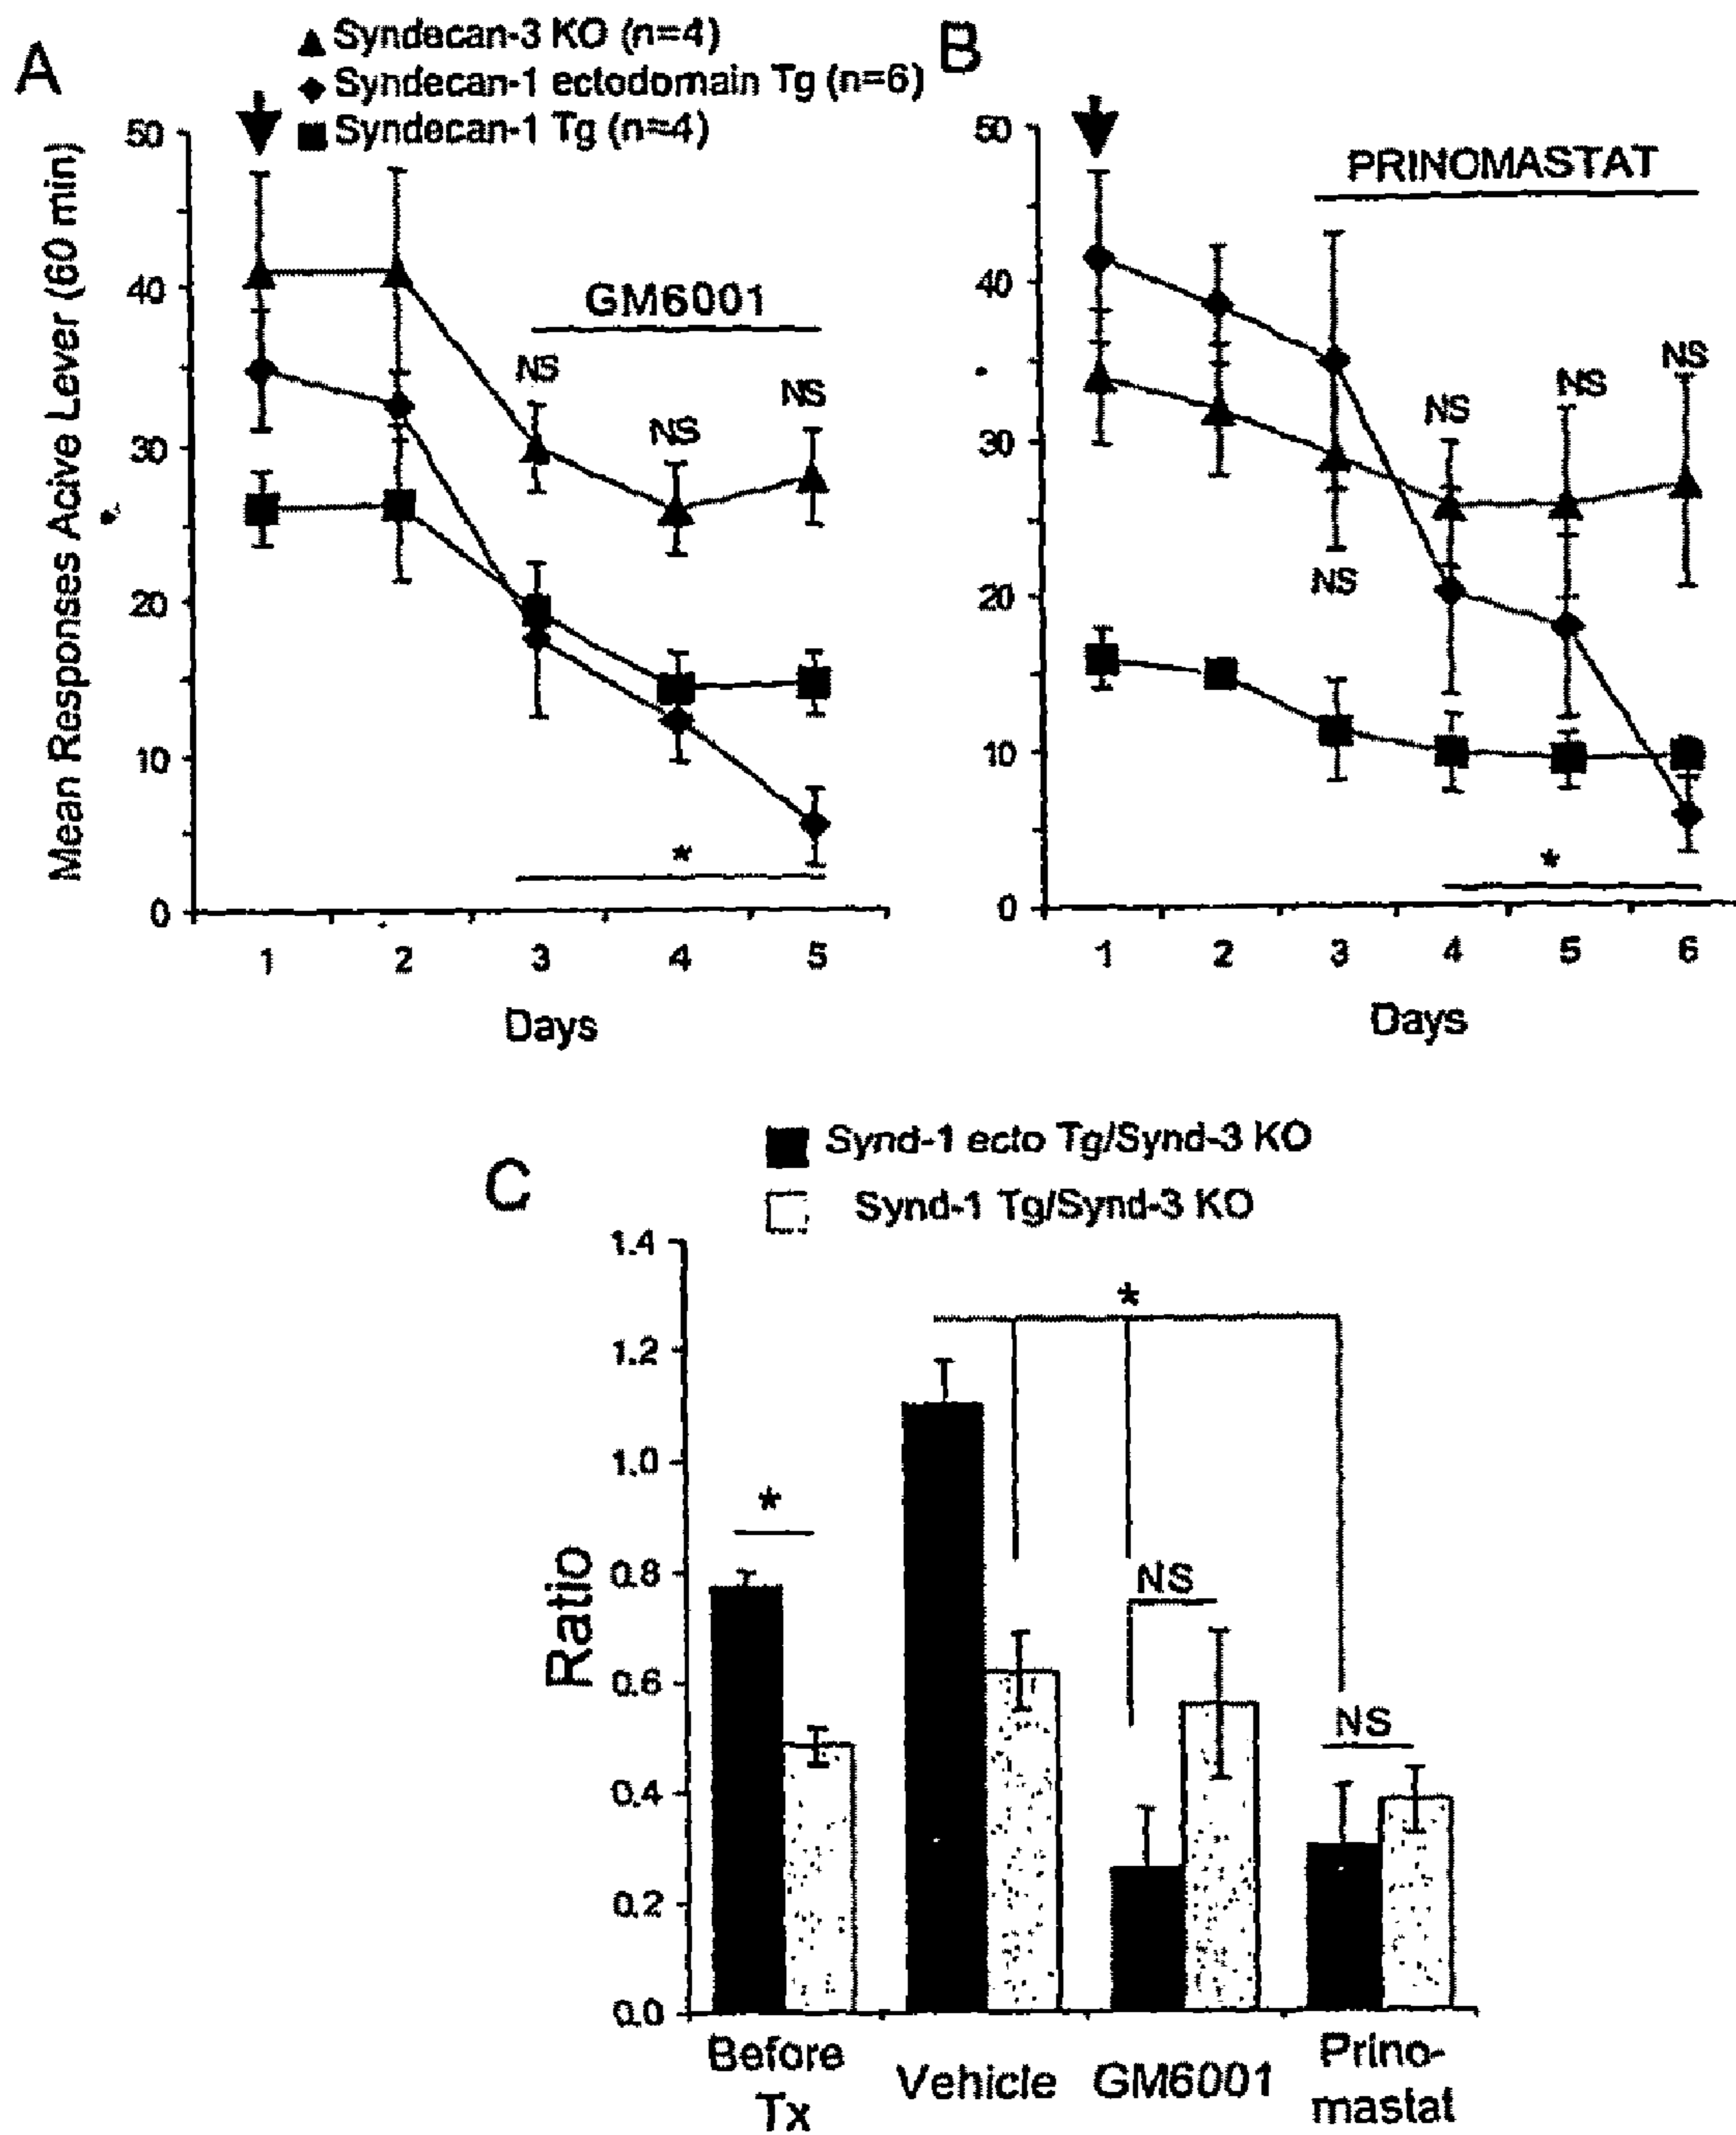 A
▲ Syndecan-3 KO (n=4)
◆ Syndecan-1 ectodomain Tg (n=6)
■ Syndecan-1 Tg (n=4)
Mean Responses Acive Lever (60 min)
50
40
30
20
10
0
GM6001
NS
NS
NS
*
1 2 3 4 5
Days
B
50
40
30
20
10
0
PRINOMASTAT
NS
NS
NS
NS
*
1 2 3 4 5 6
Days
C
Synd-1 ecto Tg/Synd-3 KO
Synd-1 Tg/Synd-3 KO
Ratio
1.4
1.2
1.0
0.8
0.6
0.4
0.2
0.0
*
*
NS
NS
Before
Tx
Vehicle
GM6001
Prino-
mastat